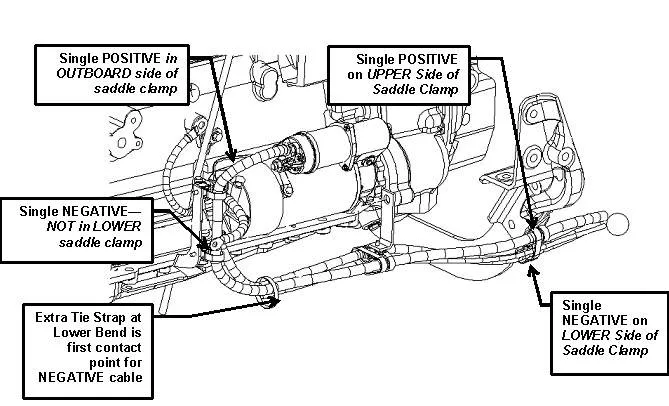 Single POSITIVE in
OUTBOARD side of
saddle clamp
Single POSITIVE
on UPPER Side of
Saddle Clamp
Single NEGATIVE—
NOT in LOWER
saddle clamp
Extra Tie Strap at
Lower Bend is
first contact
point for
NEGATIVE cable
Single
NEGATIVE on
LOWER Side of
Saddle Clamp